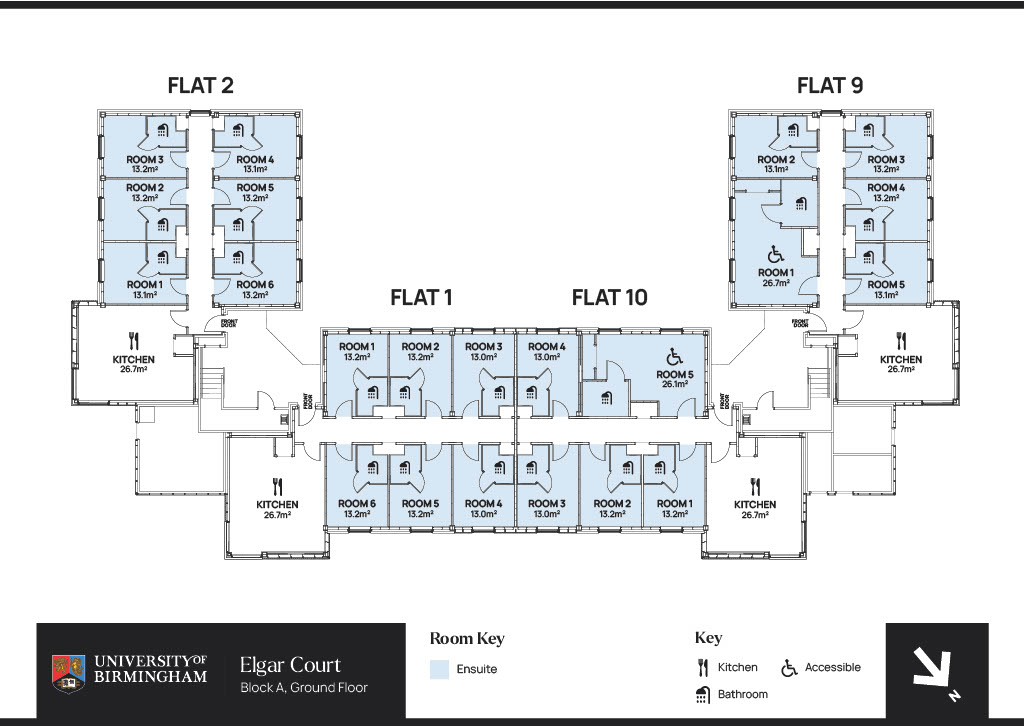 FLAT 2
FLAT 9
ROOM 3
13.2m²
ROOM 4
13.1m²
ROOM 2
13.2m²
ROOM 5
13.2m²
ROOM 1
13.1m²
ROOM 6
13.2m²
ROOM 2
13.1m²
ROOM 3
13.2m²
ROOM 4
13.2m²
ROOM 1
26.7m²
ROOM 5
13.1m²
FLAT 1
FLAT 10
FRONT
DOOR
FRONT
DOOR
KITCHEN
26.7m²
KITCHEN
26.7m²
ROOM 1
13.2m²
ROOM 2
13.2m²
ROOM 3
13.0m²
ROOM 4
13.0m²
ROOM 5
26.1m²
FRONT
DOOR
FRONT
DOOR
KITCHEN
26.7m²
ROOM 6
13.2m²
ROOM 5
13.2m²
ROOM 4
13.0m²
ROOM 3
13.0m²
ROOM 2
13.2m²
ROOM 1
13.2m²
KITCHEN
26.7m²
UNIVERSITY OF
BIRMINGHAM
Elgar Court
Block A, Ground Floor
Room Key
Ensuite
Key
Kitchen
Accessible
Bathroom
N